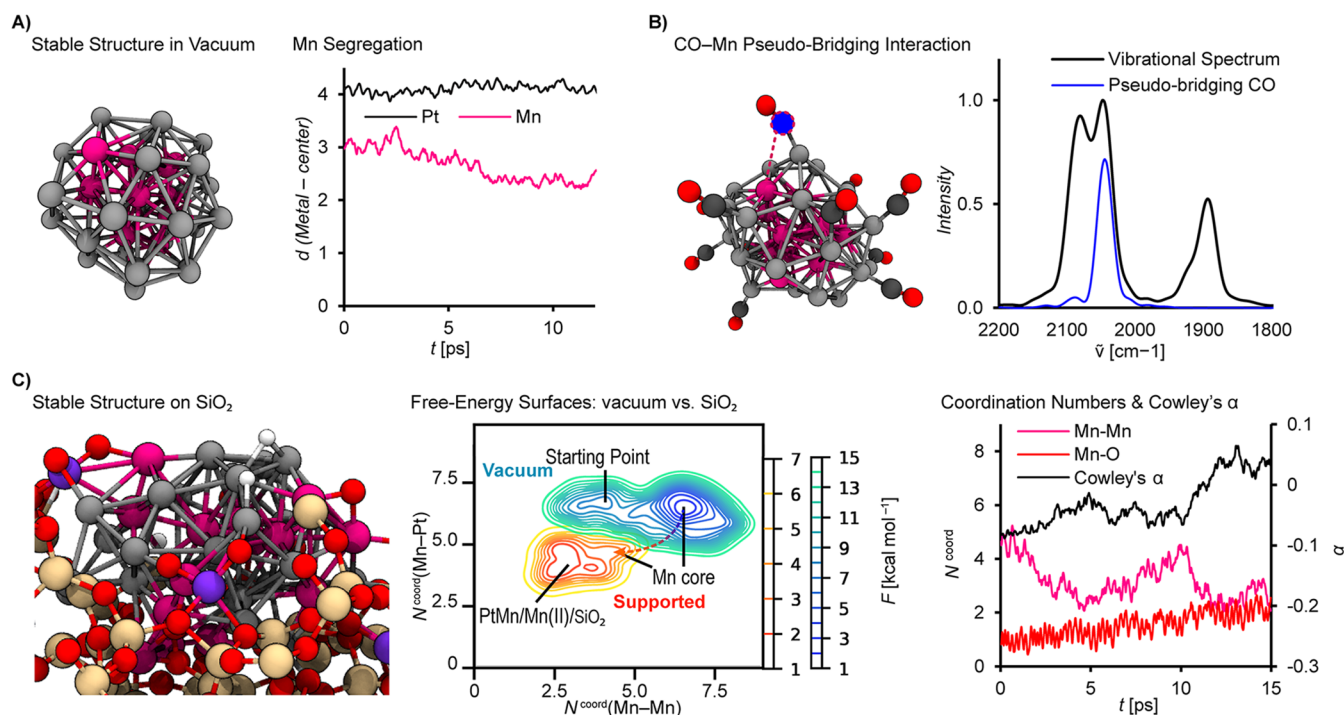 A)
Stable Structure in Vacuum
Mn Segregation
d (Metal – center)
4
3
2
1
0
Pt
Mn
0
5
10
t [ps]
B)
CO–Mn Pseudo-Bridging Interaction
Vibrational Spectrum
Pseudo-bridging CO
Intensity
1.0
0.5
0.0
2200
2100
2000
1900
1800
ṽ [cm−1]
C)
Stable Structure on SiO₂
Free-Energy Surfaces: vacuum vs. SiO₂
N^coord(Mn–Pt)
7.5
5.0
2.5
0
Vacuum
Starting Point
Mn core
Supported
PtMn/Mn(II)/SiO₂
0
2.5
5.0
7.5
N^coord(Mn–Mn)
7
6
5
4
3
2
1
15
13
11
9
7
5
3
1
F [kcal mol⁻¹]
Coordination Numbers & Cowley's α
Mn-Mn
Mn-O
Cowley's α
N^coord
8
6
4
2
0
0.1
0
-0.1
-0.2
-0.3
α
0
5
10
15
t [ps]